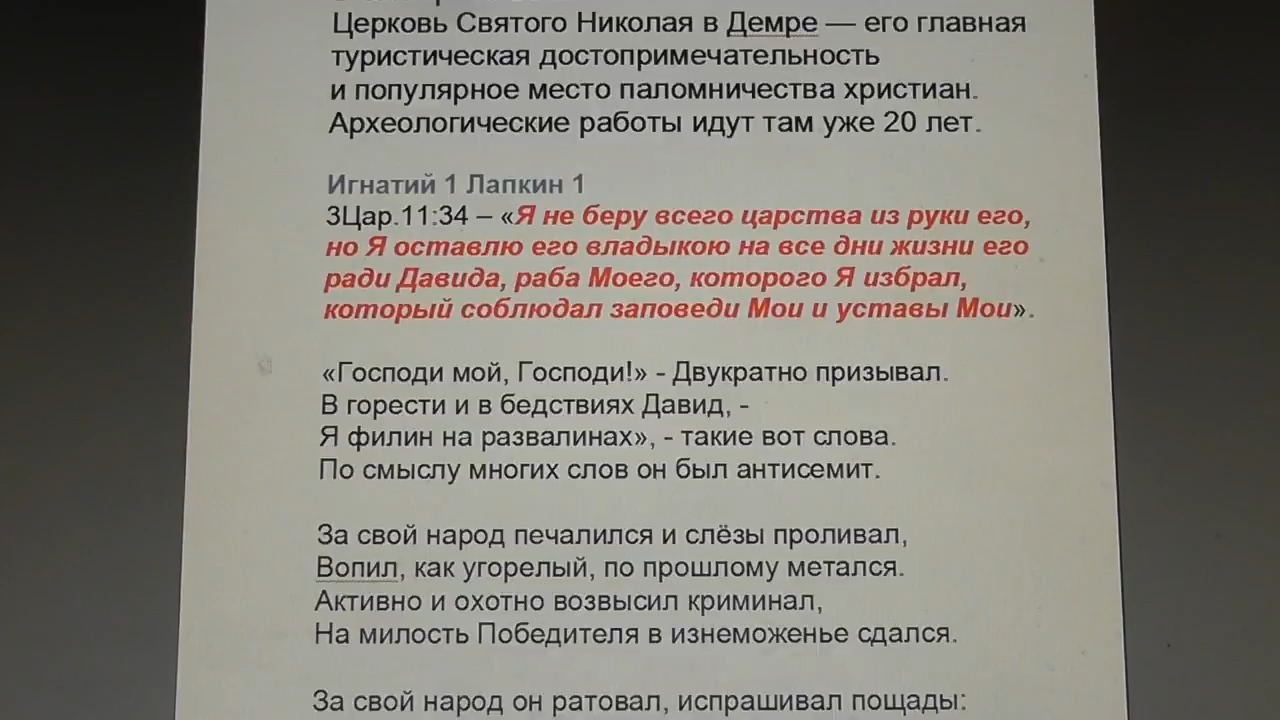 Церковь Святого Николая в Демре — его главная
туристическая достопримечательность
и популярное место паломничества христиан.
Археологические работы идут там уже 20 лет.
Игнатий 1 Лапкин 1
3Цар.11:34 – «Я не беру всего царства из руки его,
но Я оставлю его владыкою на все дни жизни его
ради Давида, раба Моего, которого Я избрал,
который соблюдал заповеди Мои и уставы Мои».
«Господи мой, Господи!» - Двукратно призывал.
В горести и в бедствиях Давид, -
Я филин на развалинах», - такие вот слова.
По смыслу многих слов он был антисемит.
За свой народ печалился и слёзы проливал,
Вопил, как угорелый, по прошлому метался.
Активно и охотно возвысил криминал,
На милость Победителя в изнеможенье сдался.
За свой народ он ратовал, испрашивал пощады: